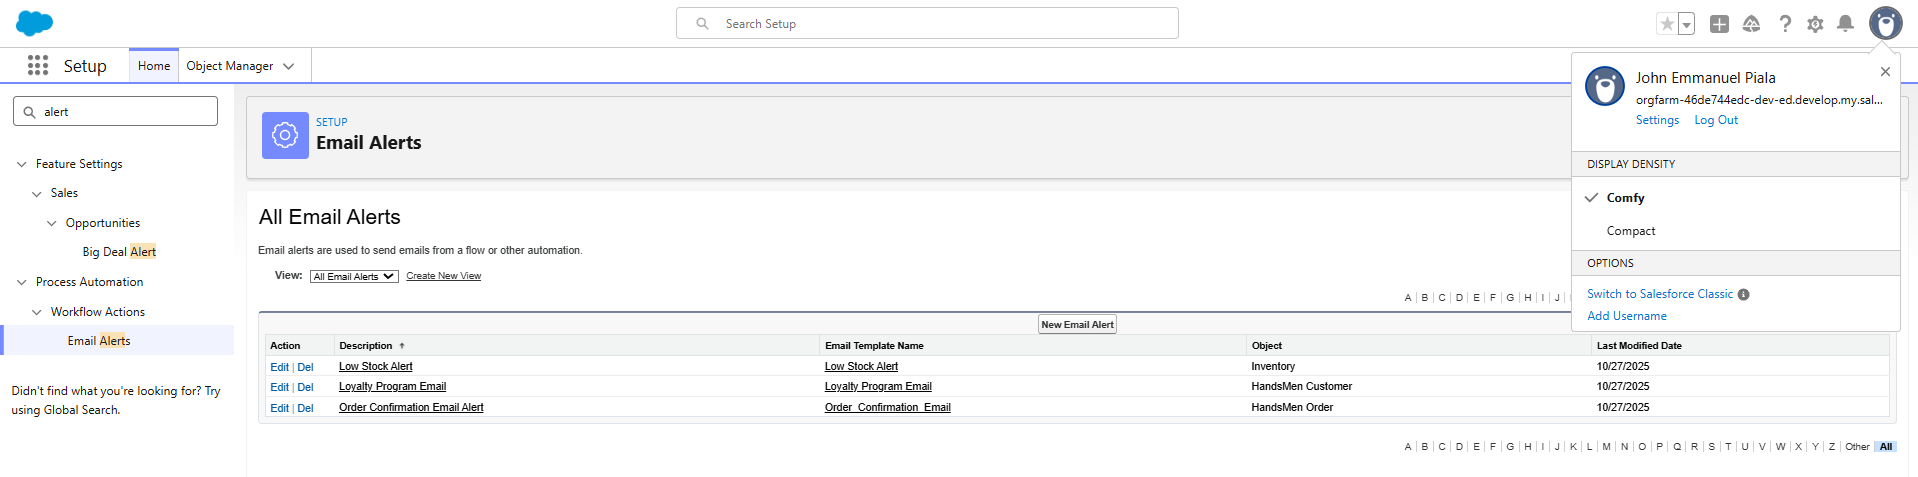 Search Setup
Setup
Home
Object Manager
alert
Feature Settings
Sales
Opportunities
Big Deal Alert
Process Automation
Workflow Actions
Email Alerts
Didn't find what you're looking for? Try
using Global Search.
SETUP
Email Alerts
All Email Alerts
Email alerts are used to send emails from a flow or other automation.
View: All Email Alerts Create New View
A | B | C | D | E | F | G | H | I | J
New Email Alert
Action Description Email Template Name Object Last Modified Date
Edit | Del Low Stock Alert Low Stock Alert Inventory 10/27/2025
Edit | Del Loyalty Program Email Loyalty Program Email HandsMen Customer 10/27/2025
Edit | Del Order Confirmation Email Alert Order_Confirmation_Email HandsMen Order 10/27/2025
A | B | C | D | E | F | G | H | I | J | K | L | M | N | O | P | Q | R | S | T | U | V | W | X | Y | Z | Other | All
John Emmanuel Piala
orgfarm-46de744edc-dev-ed.develop.my.sal...
Settings Log Out
DISPLAY DENSITY
Comfy
Compact
OPTIONS
Switch to Salesforce Classic
Add Username